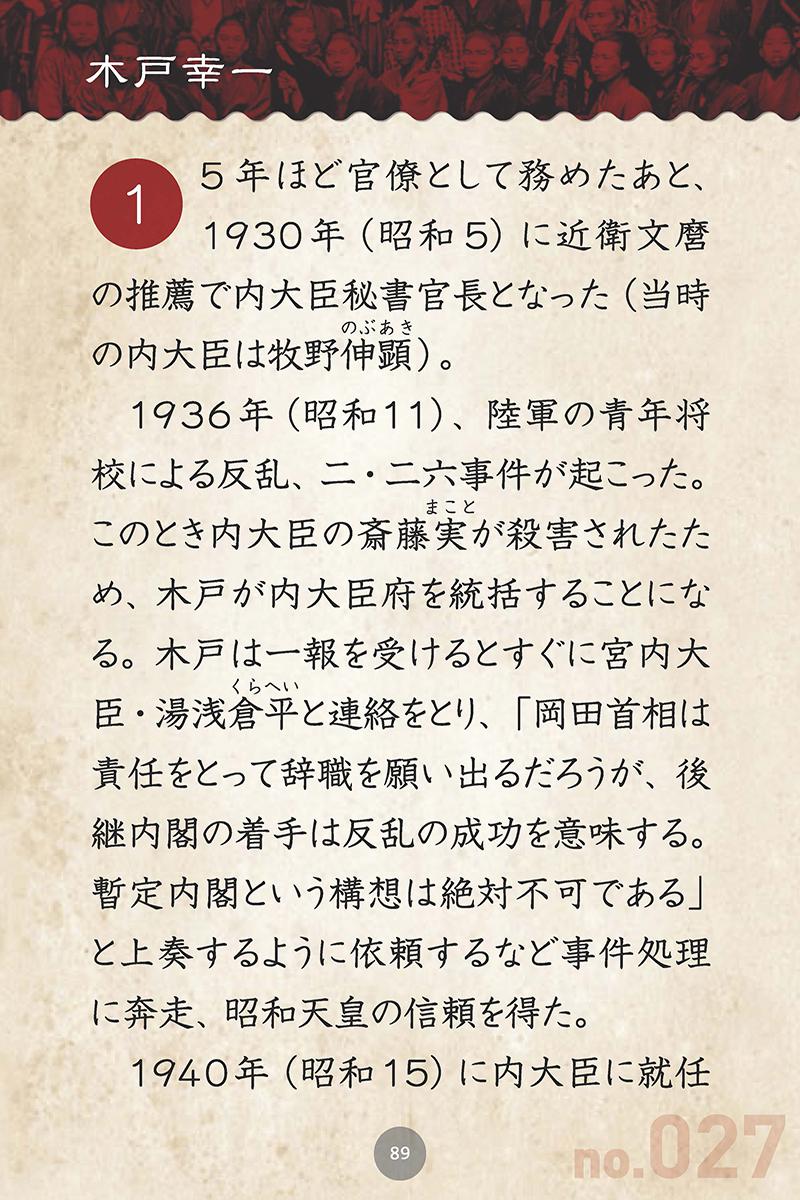 木戸幸一
1 5年ほど官僚として務めたあと、
1930年（昭和5）に近衛文麿
の推薦で内大臣秘書官長となった（当時
のぶあき
の内大臣は牧野伸顕）。
1936年（昭和11）、陸軍の青年将
校による反乱、二・二六事件が起こった。
まこと
このとき内大臣の斎藤実が殺害されたた
め、木戸が内大臣府を統括することにな
る。木戸は一報を受けるとすぐに宮内大
くらへい
臣・湯浅倉平と連絡をとり、「岡田首相は
責任をとって辞職を願い出るだろうが、後
継内閣の着手は反乱の成功を意味する。
暫定内閣という構想は絶対不可である」
と上奏するように依頼するなど事件処理
に奔走、昭和天皇の信頼を得た。
1940年（昭和15）に内大臣に就任
89
no.027